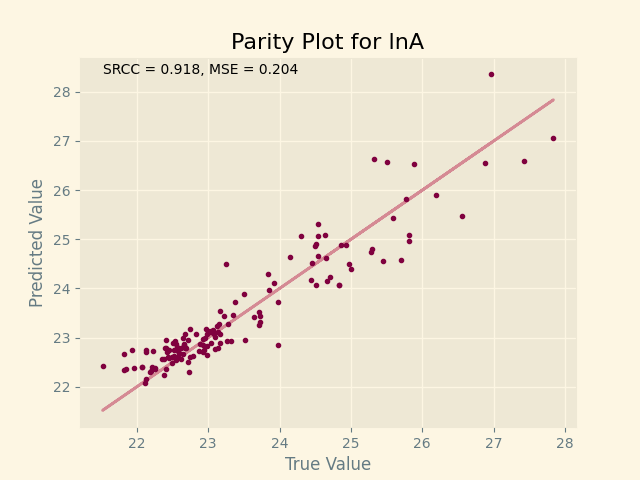 Parity Plot for lnA
SRCC = 0.918, MSE = 0.204
28
27
26
25
24
23
22
Predicted Value
22 23 24 25 26 27 28
True Value